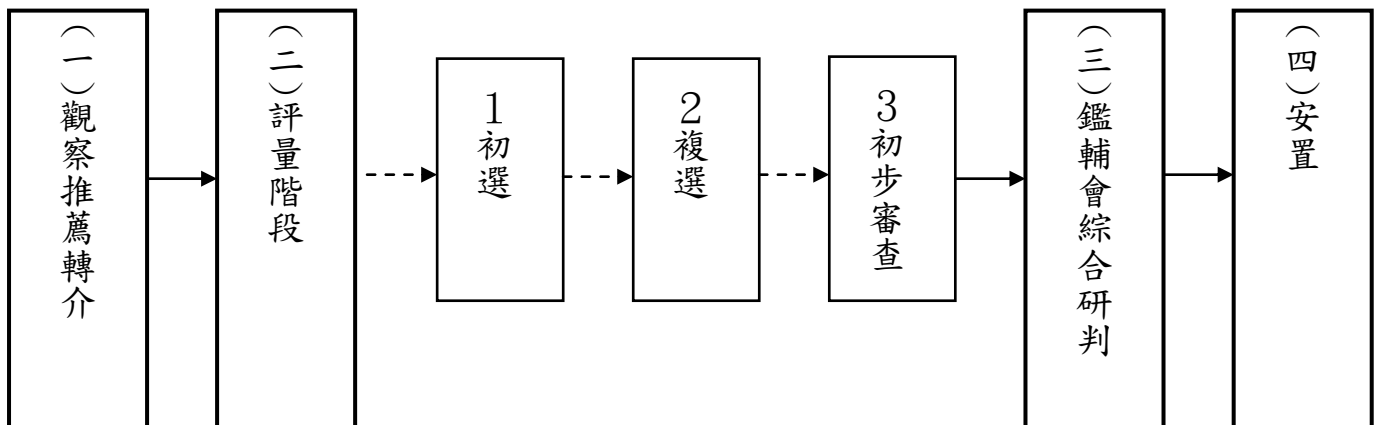 （一）觀察推薦轉介
（二）評量階段
1初選
2複選
3初步審查
（三）鑑輔會綜合研判
（四）安置